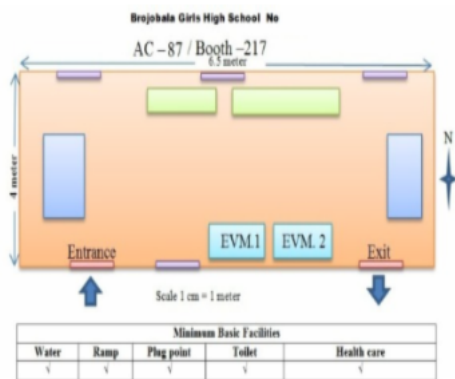 Brojobala Girls High School No
AC – 87 / Booth –217
6.5 meter
4 meter
N
EVM.1 EVM. 2
Entrance Exit
Scale 1 cm = 1 meter
Minimum Basic Facilities
Water Ramp Plug point Toilet Health care
√ √ √ √ √